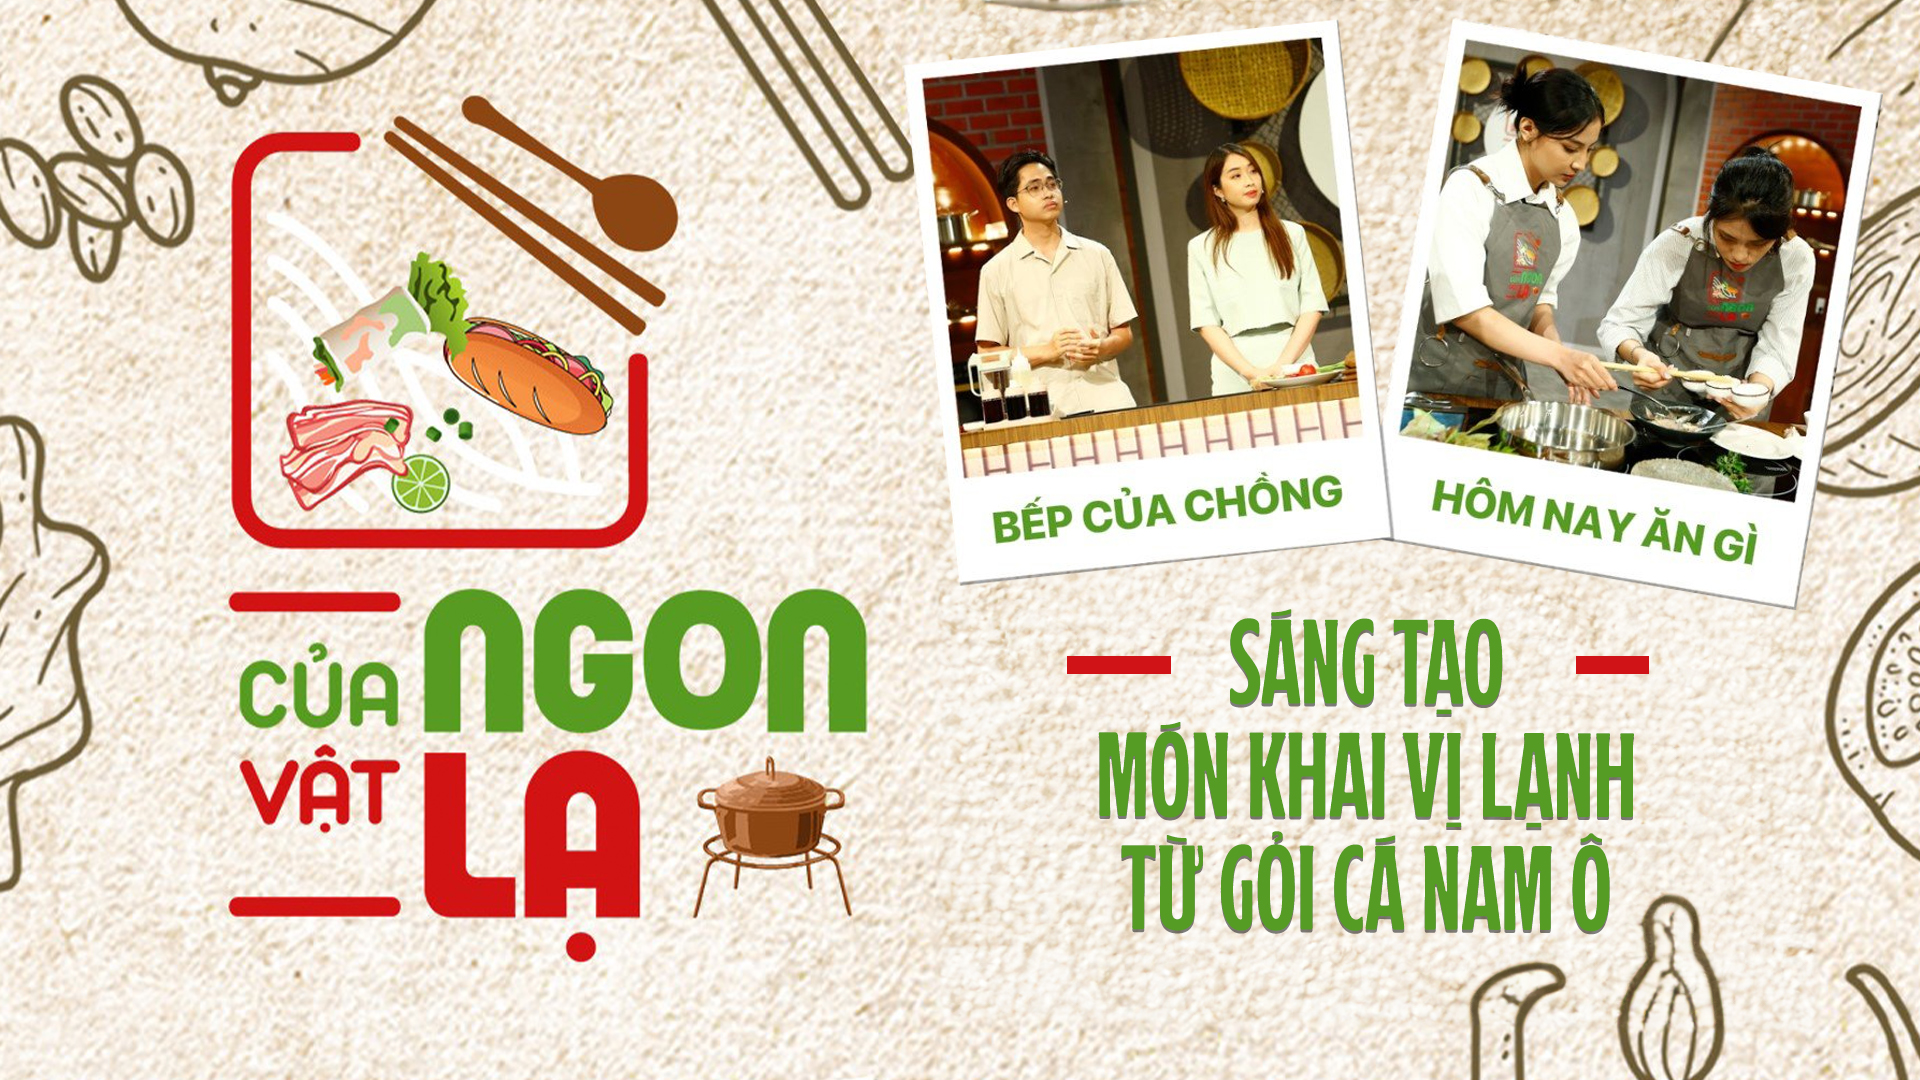 CỦA NGON
VẬT LẠ
BẾP CỦA CHỒNG
HÔM NAY ĂN GÌ
SÁNG TẠO
MÓN KHAI VỊ LẠNH
TỪ GỎI CÁ NAM Ô